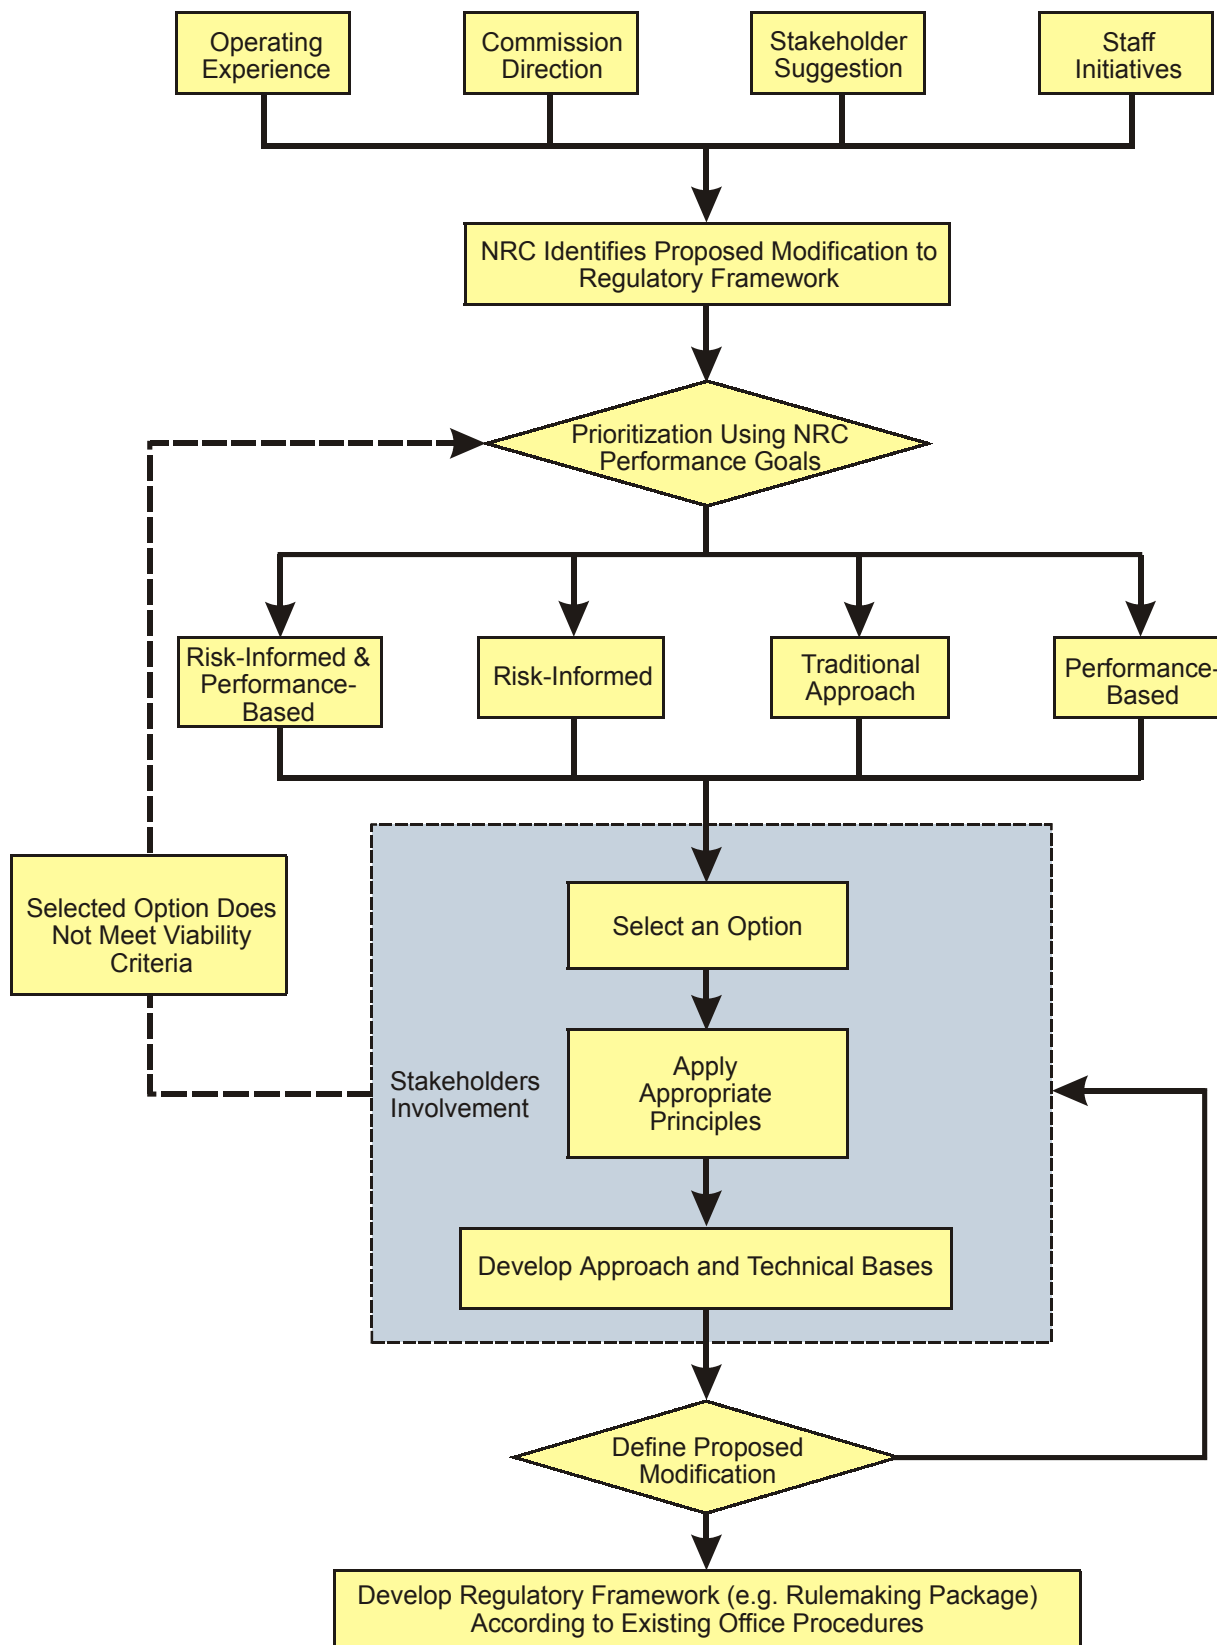 Operating
Experience
Commission
Direction
Stakeholder
Suggestion
Staff
Initiatives
NRC Identifies Proposed Modification to
Regulatory Framework
Prioritization Using NRC
Performance Goals
Risk-Informed &
Performance-
Based
Risk-Informed
Traditional
Approach
Performance-
Based
Selected Option Does
Not Meet Viability
Criteria
Select an Option
Stakeholders
Involvement
Apply
Appropriate
Principles
Develop Approach and Technical Bases
Define Proposed
Modification
Develop Regulatory Framework (e.g. Rulemaking Package)
According to Existing Office Procedures